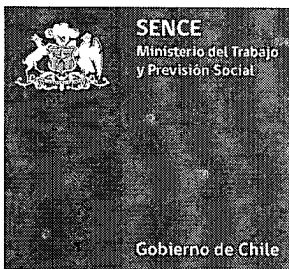 SENCE
Ministerio del Trabajo
y Previsión Social
Gobierno de Chile